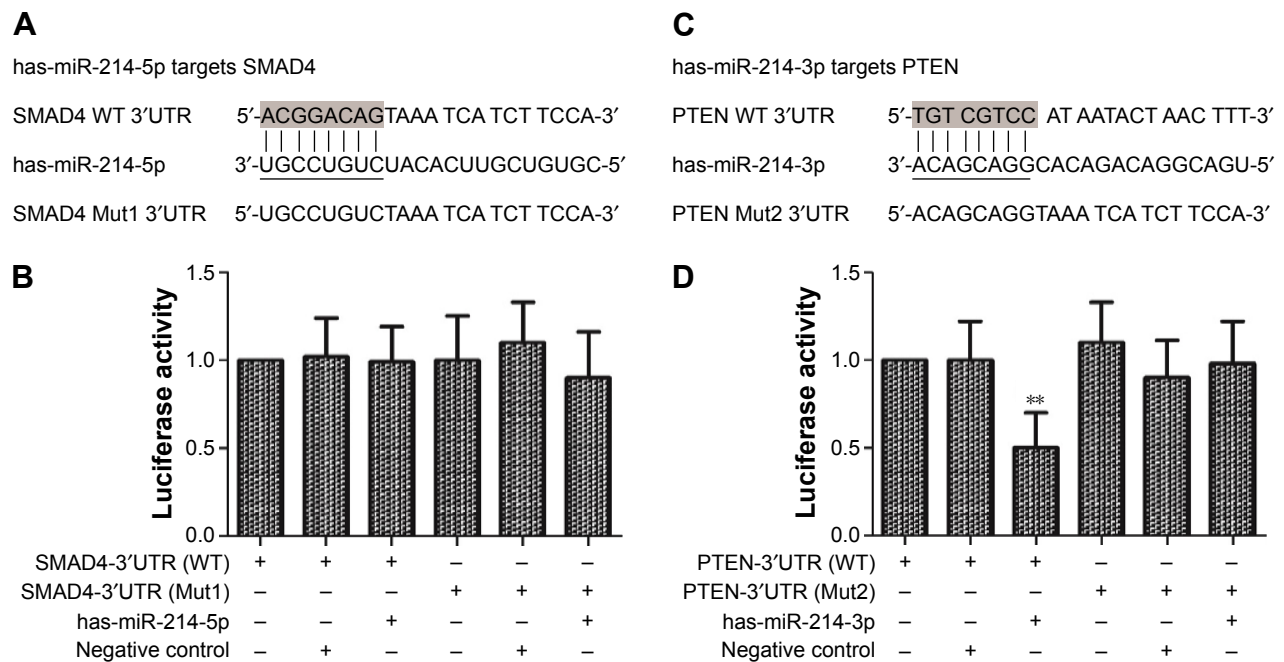 A
has-miR-214-5p targets SMAD4
SMAD4 WT 3′UTR 5′-ACGGACAGTAAA TCA TCT TCCA-3′
has-miR-214-5p 3′-UGCCUGUCUACACUUGCUGUGC-5′
SMAD4 Mut1 3′UTR 5′-UGCCUGUCTAAA TCA TCT TCCA-3′
B
Luciferase activity
1.5
1.0
0.5
0.0
SMAD4-3′UTR (WT) + + + – – –
SMAD4-3′UTR (Mut1) – – – + + +
has-miR-214-5p – – + – – +
Negative control – + – – + –
C
has-miR-214-3p targets PTEN
PTEN WT 3′UTR 5′-TGT CGTCC AT AATACT AAC TTT-3′
has-miR-214-3p 3′-ACAGCAGGCACAGACAGGCAGU-5′
PTEN Mut2 3′UTR 5′-ACAGCAGGTAAA TCA TCT TCCA-3′
D
Luciferase activity
1.5
1.0
0.5
0.0
**
PTEN-3′UTR (WT) + + + – – –
PTEN-3′UTR (Mut2) – – – + + +
has-miR-214-3p – – + – – +
Negative control – + – – + –